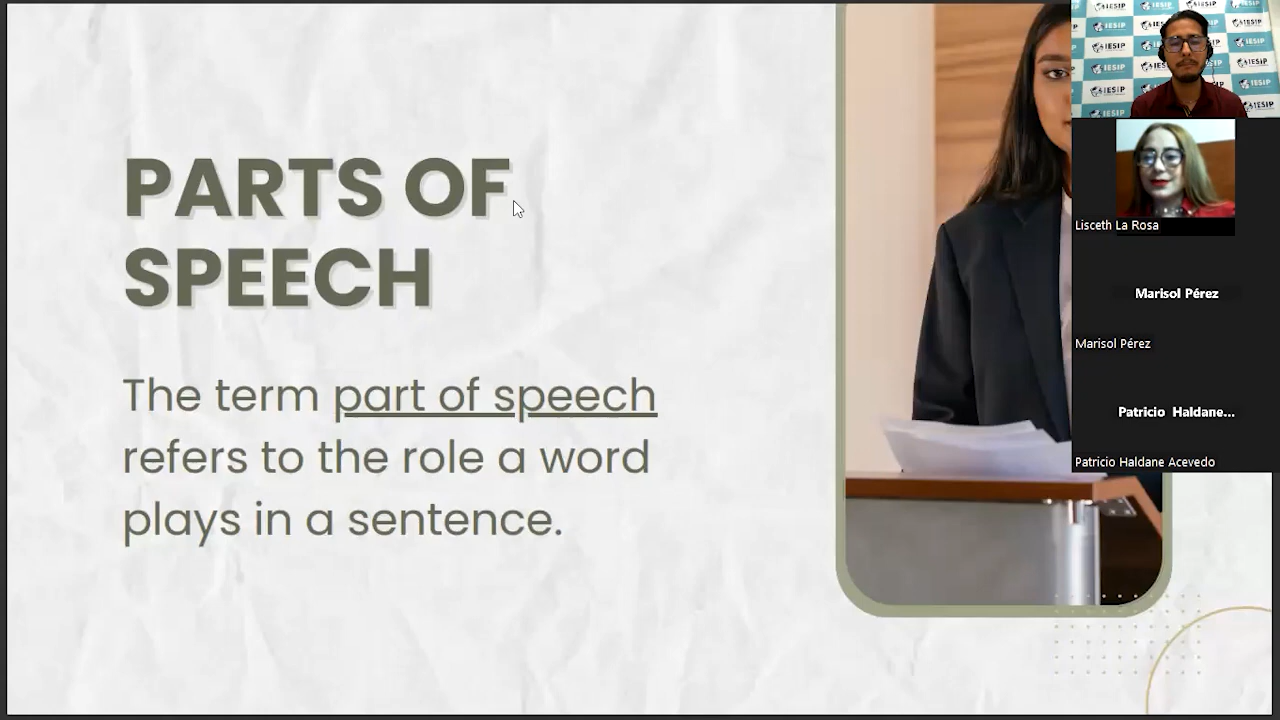 PARTS OF
SPEECH
The term part of speech
refers to the role a word
plays in a sentence.
IESIP
Lisceth La Rosa
Marisol Pérez
Marisol Pérez
Patricio Haldane...
Patricio Haldane Acevedo